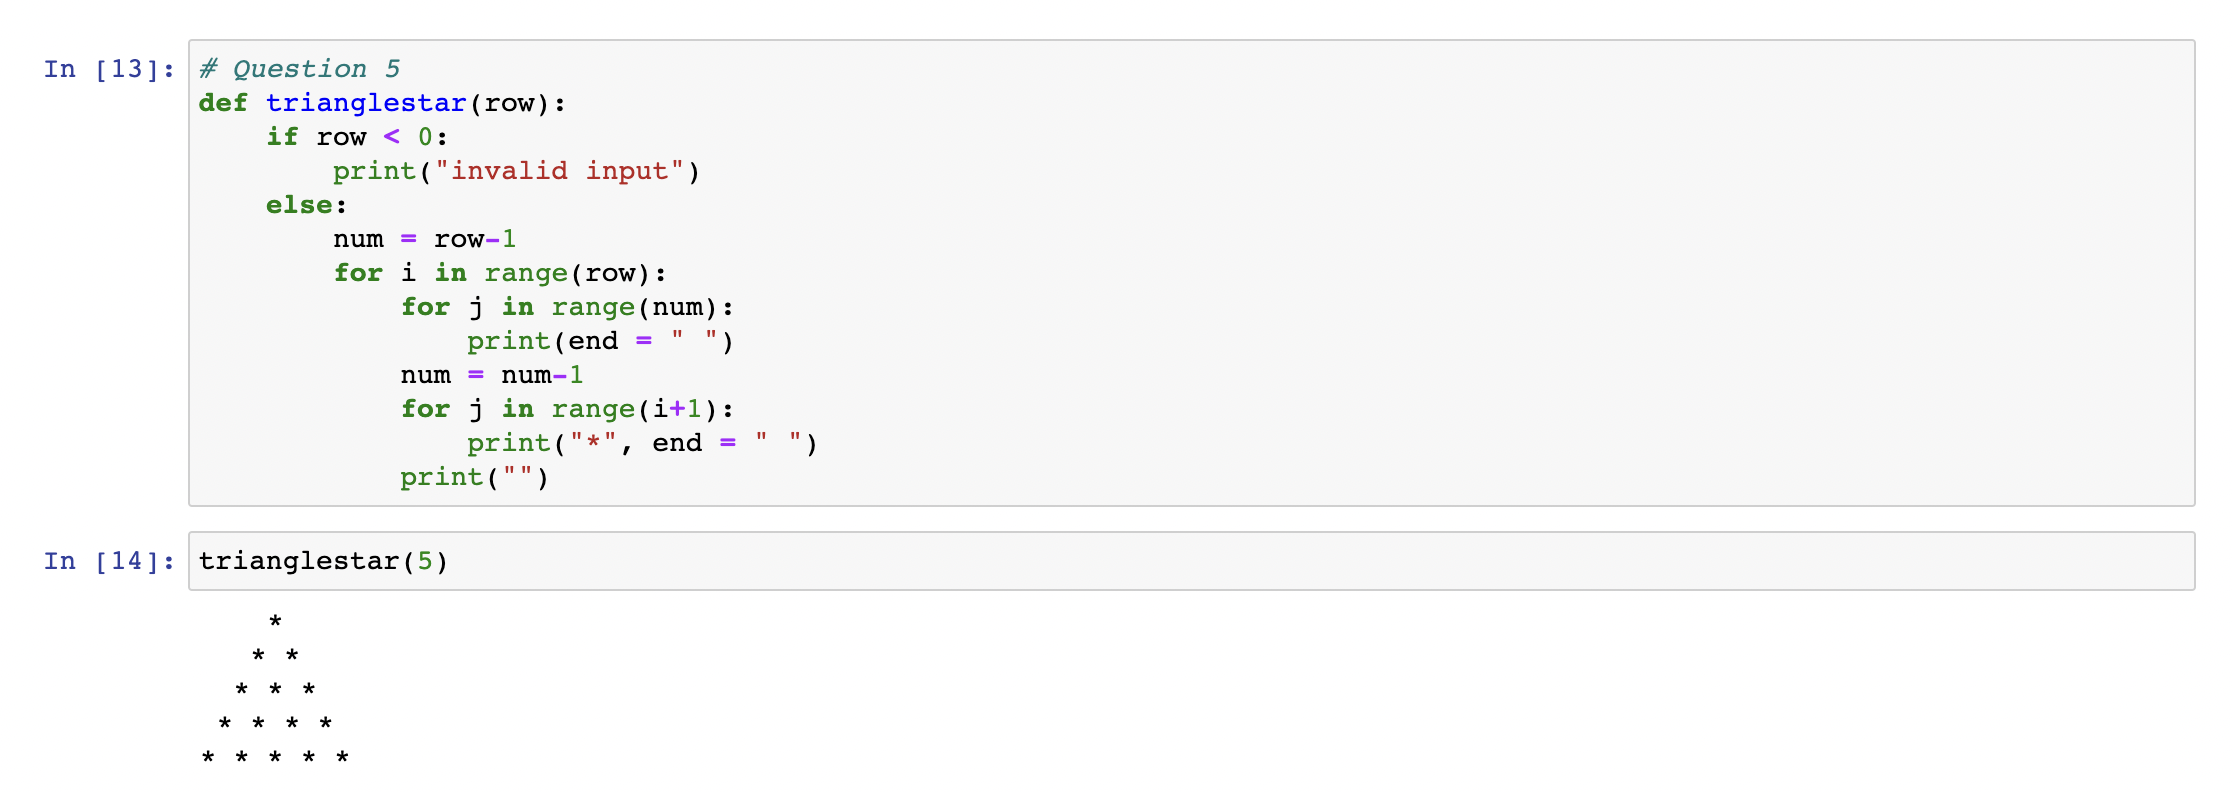 In [13]: # Question 5
def trianglestar(row):
    if row < 0:
        print("invalid input")
    else:
        num = row-1
        for i in range(row):
            for j in range(num):
                print(end = " ")
            num = num-1
            for j in range(i+1):
                print("*", end = " ")
            print("")
In [14]: trianglestar(5)
    *
   * *
  * * *
 * * * *
* * * * *